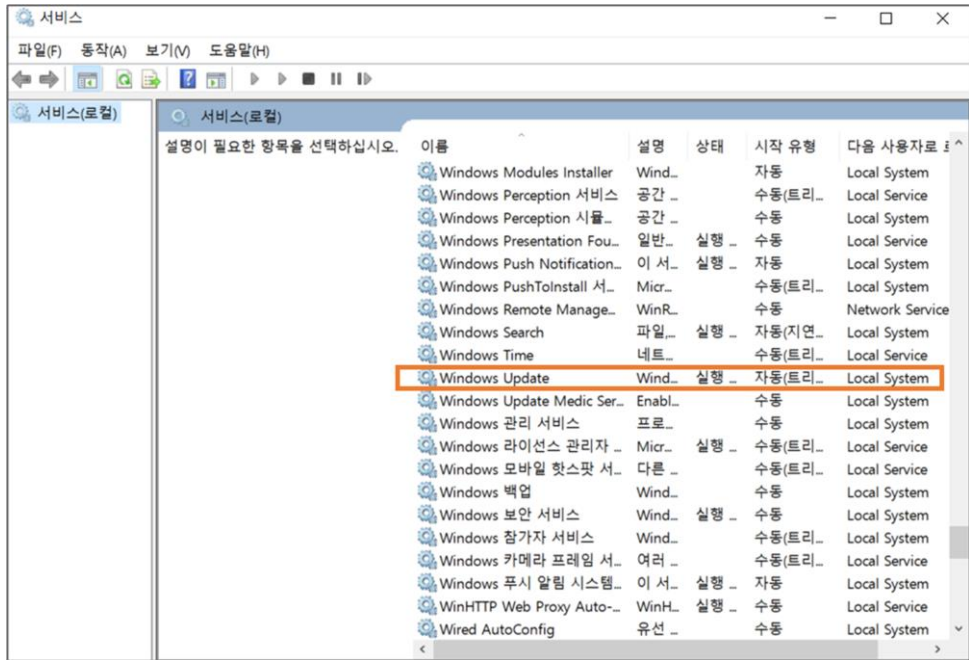 서비스
파일(F) 동작(A) 보기(V) 도움말(H)
서비스(로컬)
서비스(로컬)
설명이 필요한 항목을 선택하십시오.
이름 설명 상태 시작 유형 다음 사용자로
Windows Modules Installer Wind... 자동 Local System
Windows Perception 서비스 공간 ... 수동(트리... Local Service
Windows Perception 시뮬... 공간 ... 수동 Local System
Windows Presentation Fou... 일반... 실행 ... 수동 Local Service
Windows Push Notification... 이 서... 실행 ... 자동 Local System
Windows PushToInstall 서... Micr... 수동(트리... Local System
Windows Remote Manage... WinR... 수동 Network Service
Windows Search 파일,... 실행 ... 자동(지연... Local System
Windows Time 네트... 수동(트리... Local Service
Windows Update Wind... 실행 ... 자동(트리... Local System
Windows Update Medic Ser... Enabl... 수동 Local System
Windows 관리 서비스 프로... 수동 Local System
Windows 라이선스 관리자 ... Micr... 실행 ... 수동(트리... Local Service
Windows 모바일 핫스팟 서... 다른 ... 수동(트리... Local Service
Windows 백업 Wind... 수동 Local System
Windows 보안 서비스 Wind... 실행 ... 수동 Local System
Windows 참가자 서비스 Wind... 수동(트리... Local System
Windows 카메라 프레임 서... 여러 ... 수동(트리... Local Service
Windows 푸시 알림 시스템... 이 서... 실행 ... 자동 Local System
WinHTTP Web Proxy Auto-... WinH... 실행 ... 수동 Local Service
Wired AutoConfig 유선 ... 수동 Local System